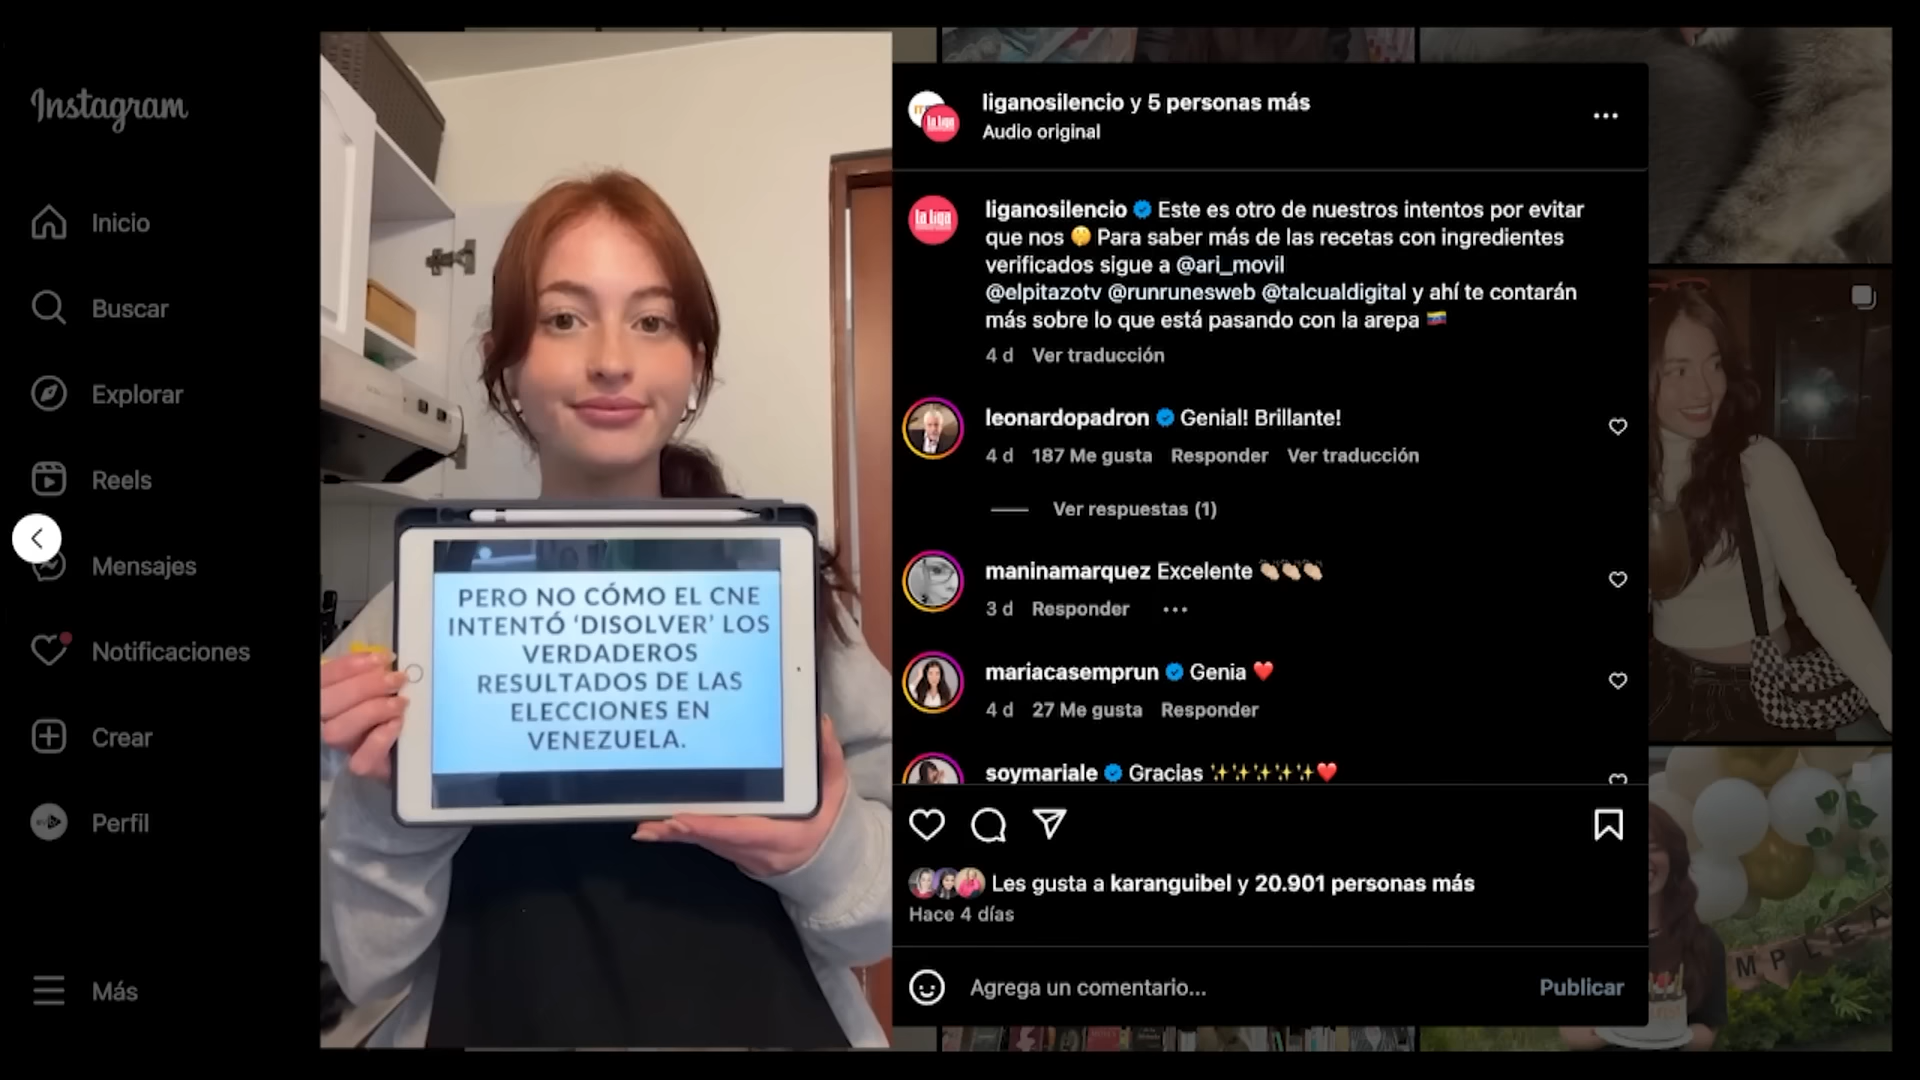 Instagram
Inicio
Buscar
Explorar
Reels
Mensajes
Notificaciones
Crear
Perfil
Más
PERO NO CÓMO EL CNE
INTENTÓ ‘DISOLVER’ LOS
VERDADEROS
RESULTADOS DE LAS
ELECCIONES EN
VENEZUELA.
la liga
liganosilencio y 5 personas más
Audio original
la liga
liganosilencio Este es otro de nuestros intentos por evitar
que nos 🤫 Para saber más de las recetas con ingredientes
verificados sigue a @ari_movil
@elpitazotv @runrunesweb @talcualdigital y ahí te contarán
más sobre lo que está pasando con la arepa 🇻🇪
4 d Ver traducción
leonardopadron Genial! Brillante!
4 d 187 Me gusta Responder Ver traducción
Ver respuestas (1)
maninamarquez Excelente 👏🏻👏🏻👏🏻
3 d Responder
mariacasemprun Genia ❤️
4 d 27 Me gusta Responder
soymariale Gracias ✨✨✨✨✨❤️
Les gusta a karanguibel y 20.901 personas más
Hace 4 días
Agrega un comentario... Publicar